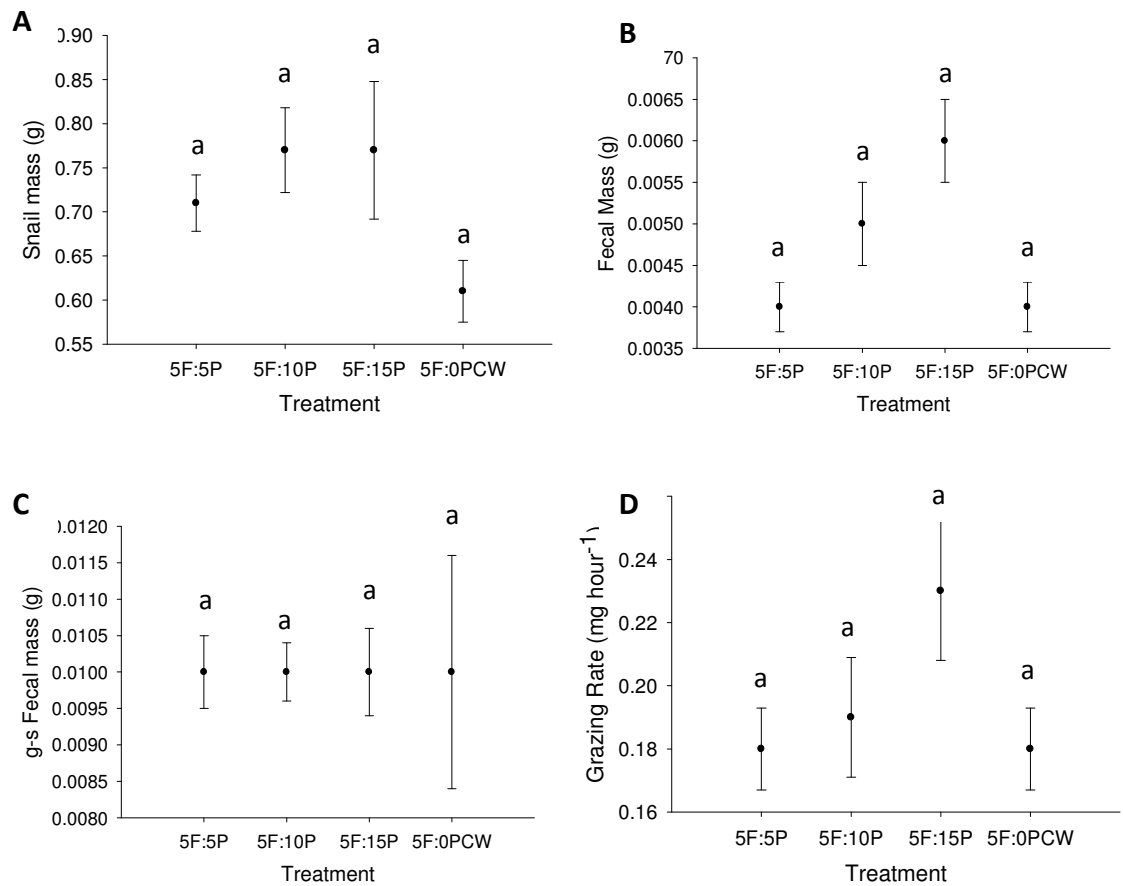 A
0.90
0.85
0.80
0.75
0.70
0.65
0.60
0.55
Snail mass (g)
a
a
a
a
5F:5P
5F:10P
5F:15P
5F:0PCW
Treatment
B
70
0.0065
0.0060
0.0055
0.0050
0.0045
0.0040
0.0035
Fecal Mass (g)
a
a
a
a
5F:5P
5F:10P
5F:15P
5F:0PCW
Treatment
C
0.0120
0.0115
0.0110
0.0105
0.0100
0.0095
0.0090
0.0085
0.0080
g-s Fecal mass (g)
a
a
a
a
5F:5P
5F:10P
5F:15P
5F:0PCW
Treatment
D
0.24
0.22
0.20
0.18
0.16
Grazing Rate (mg hour-1)
a
a
a
a
5F:5P
5F:10P
5F:15P
5F:0PCW
Treatment